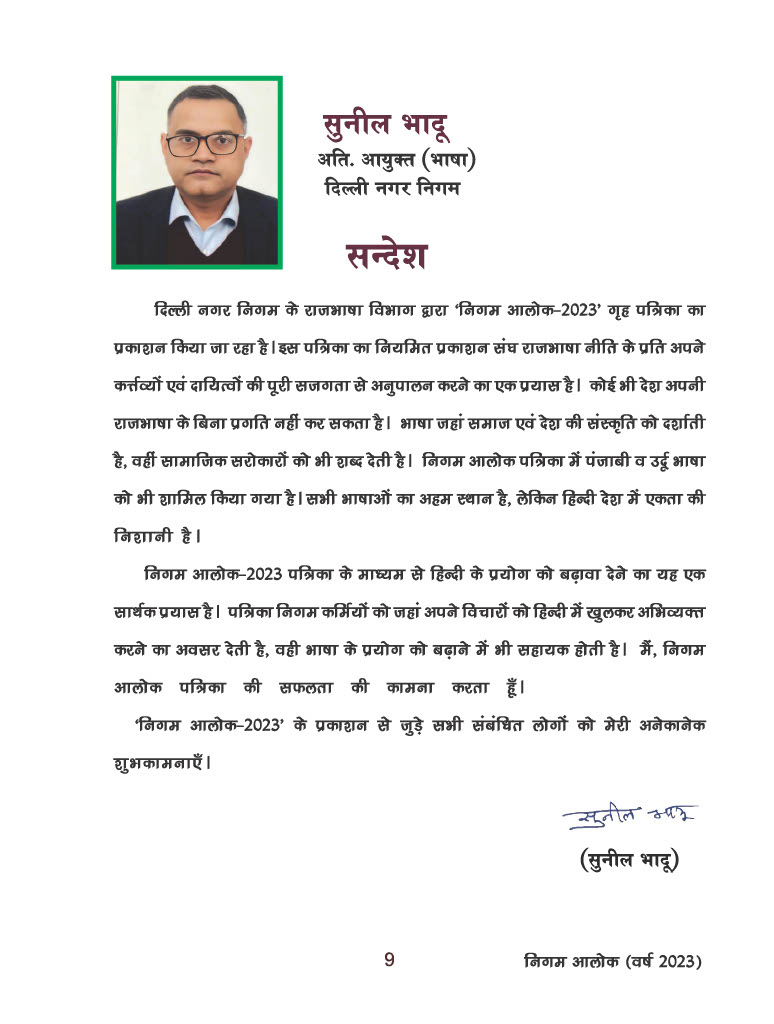 सुनील भादू
अति. आयुक्त (भाषा)
दिल्ली नगर निगम
सन्देश
दिल्ली नगर निगम के राजभाषा विभाग द्वारा ‘निगम आलोक-2023’ गृह पत्रिका का
प्रकाशन किया जा रहा है। इस पत्रिका का नियमित प्रकाशन संघ राजभाषा नीति के प्रति अपने
कर्त्तव्यों एवं दायित्वों की पूरी सजगता से अनुपालन करने का एक प्रयास है। कोई भी देश अपनी
राजभाषा के बिना प्रगति नहीं कर सकता है। भाषा जहां समाज एवं देश की संस्कृति को दर्शाती
है, वहीं सामाजिक सरोकारों को भी शब्द देती है। निगम आलोक पत्रिका में पंजाबी व उर्दू भाषा
को भी शामिल किया गया है। सभी भाषाओं का अहम स्थान है, लेकिन हिन्दी देश में एकता की
निशानी है।
निगम आलोक-2023 पत्रिका के माध्यम से हिन्दी के प्रयोग को बढ़ावा देने का यह एक
सार्थक प्रयास है। पत्रिका निगम कर्मियों को जहां अपने विचारों को हिन्दी में खुलकर अभिव्यक्त
करने का अवसर देती है, वही भाषा के प्रयोग को बढ़ाने में भी सहायक होती है। मैं, निगम
आलोक पत्रिका की सफलता की कामना करता हूँ।
‘निगम आलोक-2023’ के प्रकाशन से जुड़े सभी संबंधित लोगों को मेरी अनेकानेक
शुभकामनाएँ।
सुनील भादू
(सुनील भादू)
9
निगम आलोक (वर्ष 2023)